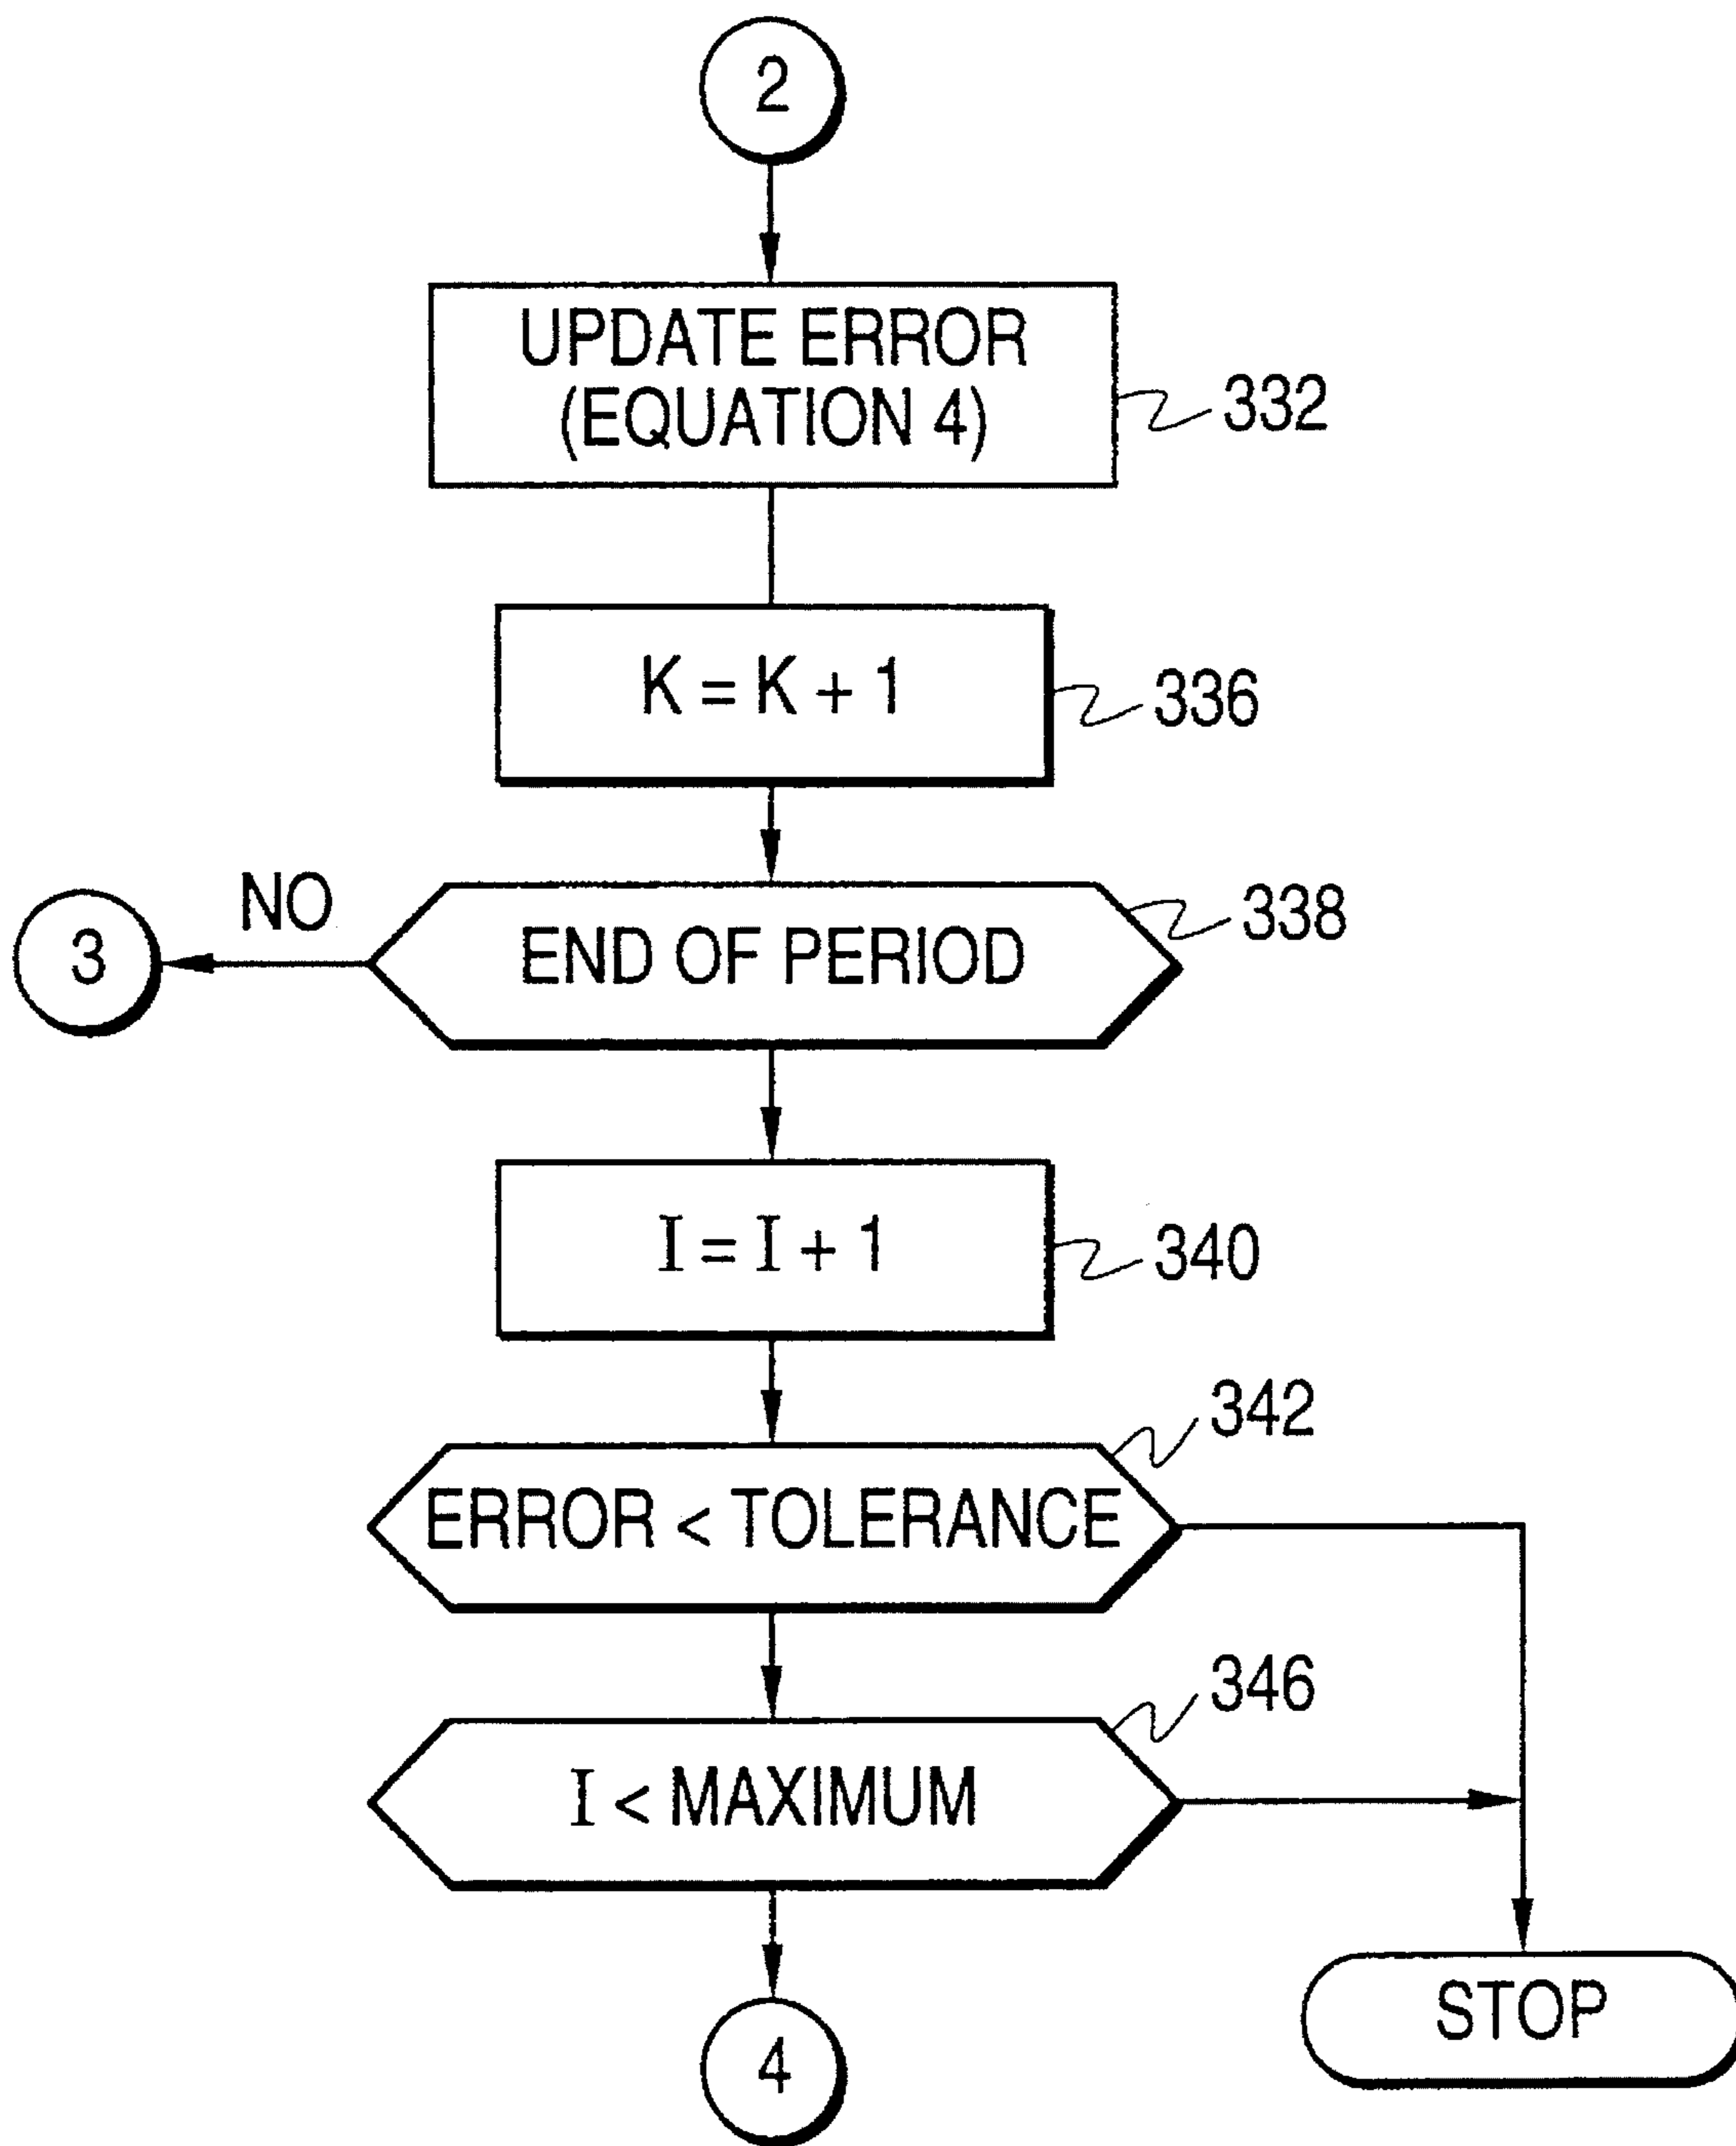 2
UPDATE ERROR
(EQUATION 4)
332
K = K + 1
336
NO
338
3
END OF PERIOD
I = I + 1
340
342
ERROR < TOLERANCE
346
I < MAXIMUM
STOP
4